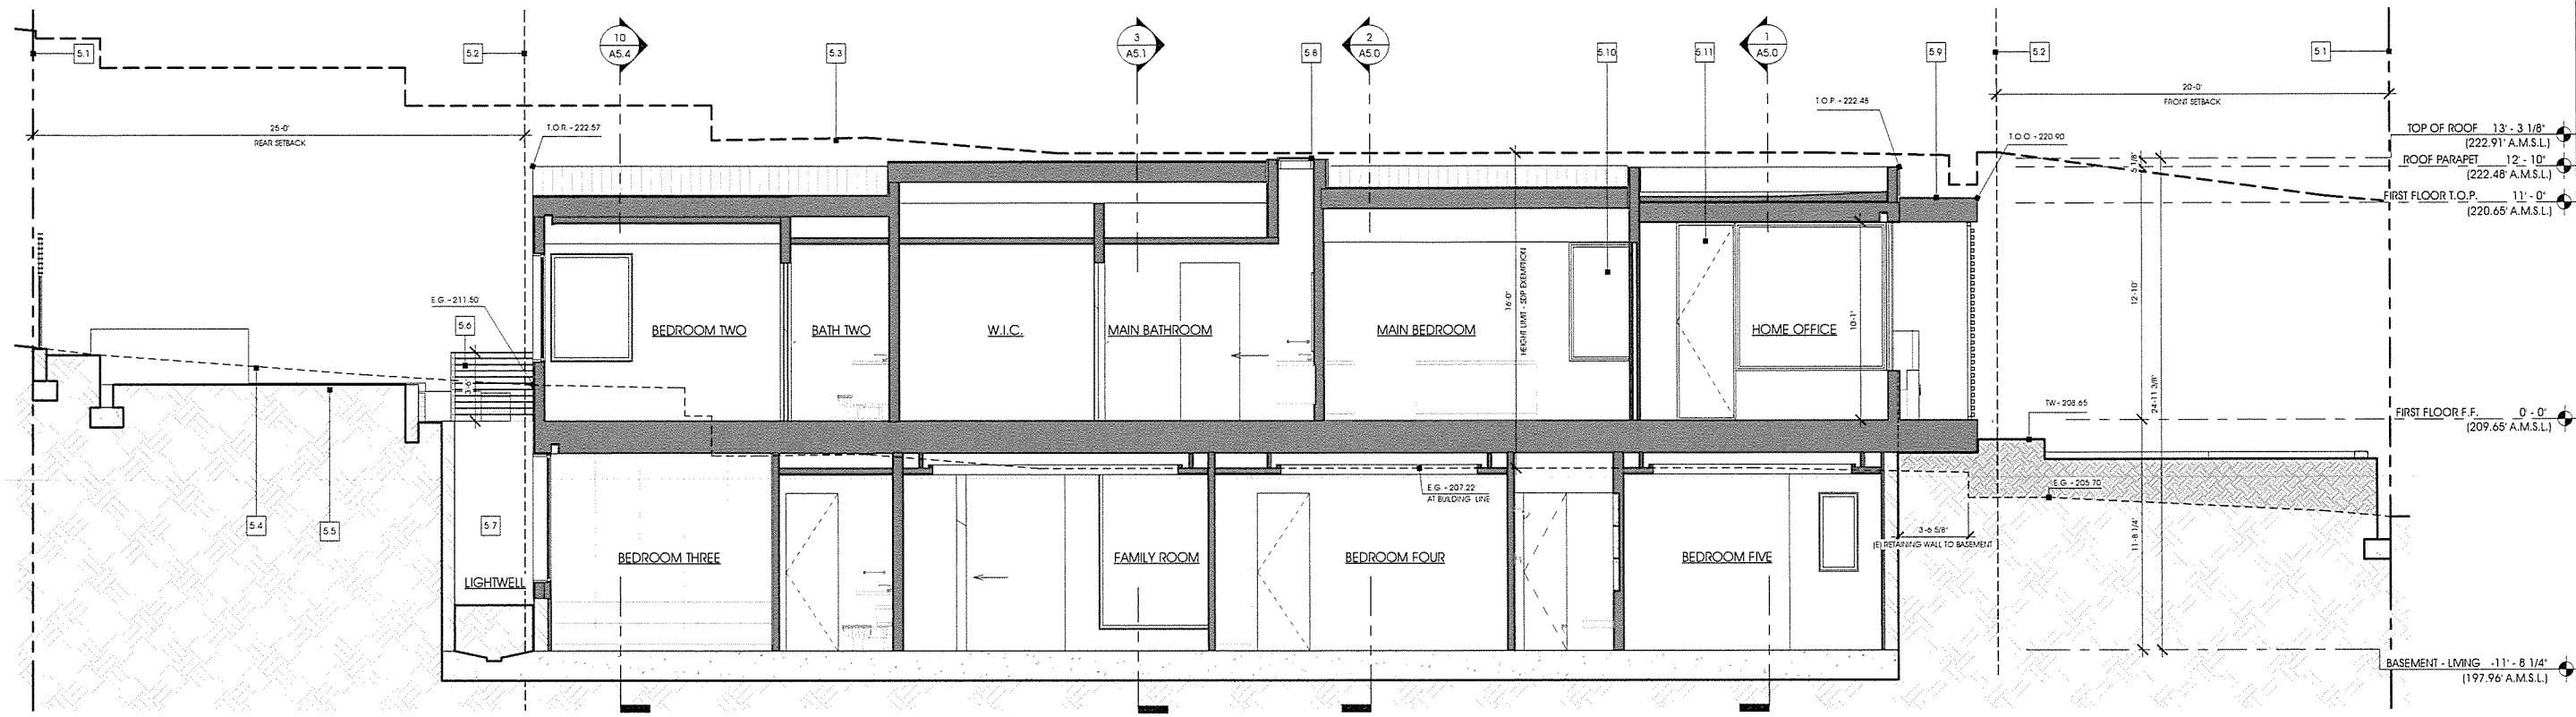 5.1
5.2
10
A5.4
5.3
3
A5.1
5.8
2
A5.0
5.10
5.11
1
A5.0
5.9
5.2
5.1
25'-0"
REAR SETBACK
20'-0"
FRONT SETBACK
T.O.R. = 222.57
T.O.P. = 222.48
T.O.O. = 220.90
TOP OF ROOF 13' - 3 1/8"
(222.91' A.M.S.L.)
ROOF PARAPET 12' - 10"
(222.48' A.M.S.L.)
FIRST FLOOR T.O.P. 11' - 0"
(220.65' A.M.S.L.)
5 1/8"
E.G. = 211.50'
5.6
3'-6"
BEDROOM TWO
BATH TWO
W.I.C.
MAIN BATHROOM
MAIN BEDROOM
16'-0"
HEIGHT LIMIT - SDP EXEMPTION
HOME OFFICE
10'-1"
12'-10"
24'-11 3/8"
TW = 208.65
FIRST FLOOR F.F. 0' - 0"
(209.65' A.M.S.L.)
E.G. = 207.22'
AT BUILDING LINE
E.G. = 205.70
5.4
5.5
5.7
LIGHTWELL
BEDROOM THREE
FAMILY ROOM
BEDROOM FOUR
BEDROOM FIVE
3'-6 5/8"
(E) RETAINING WALL TO BASEMENT
11'-8 1/4"
BASEMENT - LIVING -11' - 8 1/4"
(197.96' A.M.S.L.)